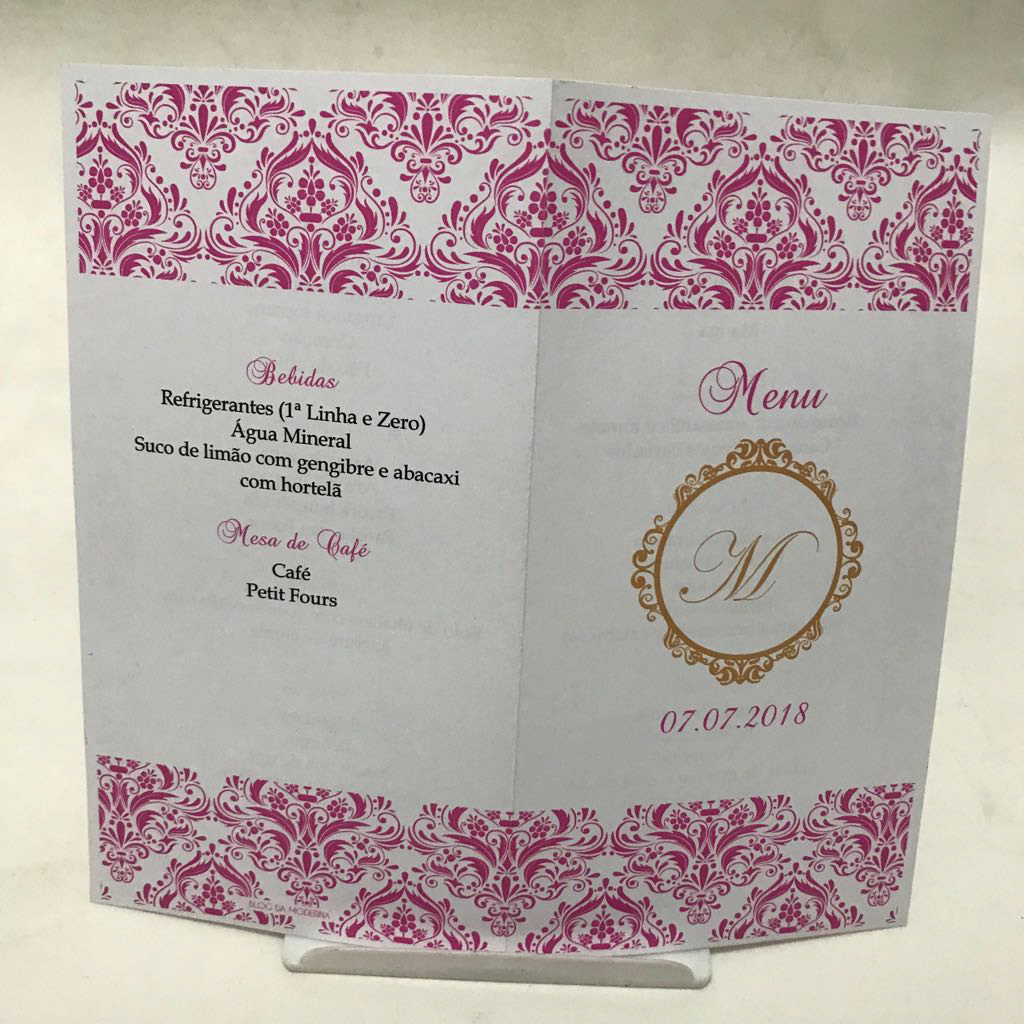 Bebidas
Refrigerantes (1ª Linha e Zero)
Água Mineral
Suco de limão com gengibre e abacaxi
com hortelã
Mesa de Café
Café
Petit Fours
BLOG DA MODERNA
Menu
M
07.07.2018